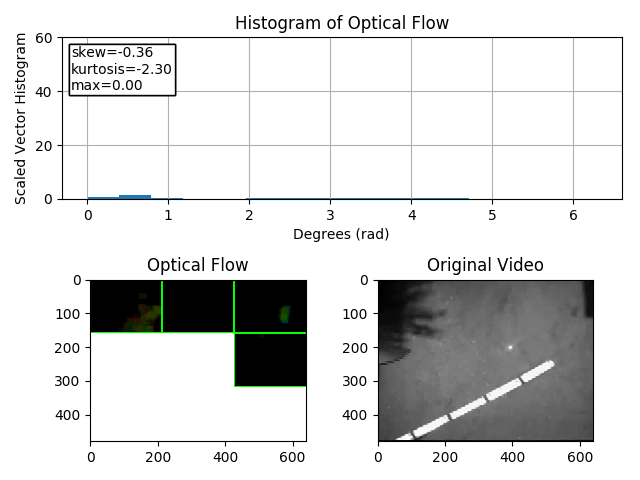 Histogram of Optical Flow
60
40
20
0
Scaled Vector Histogram
skew=-0.36
kurtosis=-2.30
max=0.00
0 1 2 3 4 5 6
Degrees (rad)
Optical Flow
0
100
200
300
400
0 200 400 600
Original Video
0
100
200
300
400
0 200 400 600